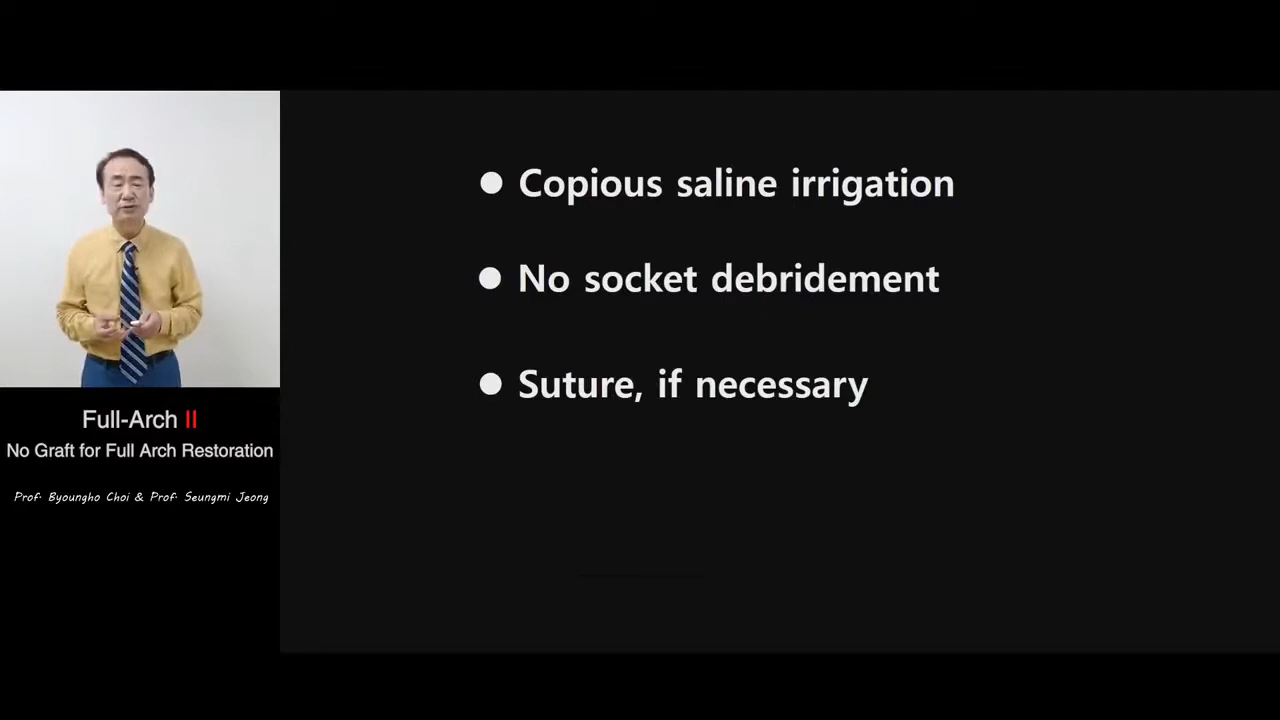 ● Copious saline irrigation
● No socket debridement
● Suture, if necessary
Full-Arch II
No Graft for Full Arch Restoration
Prof. Byoungho Choi & Prof. Seungmi Jeong